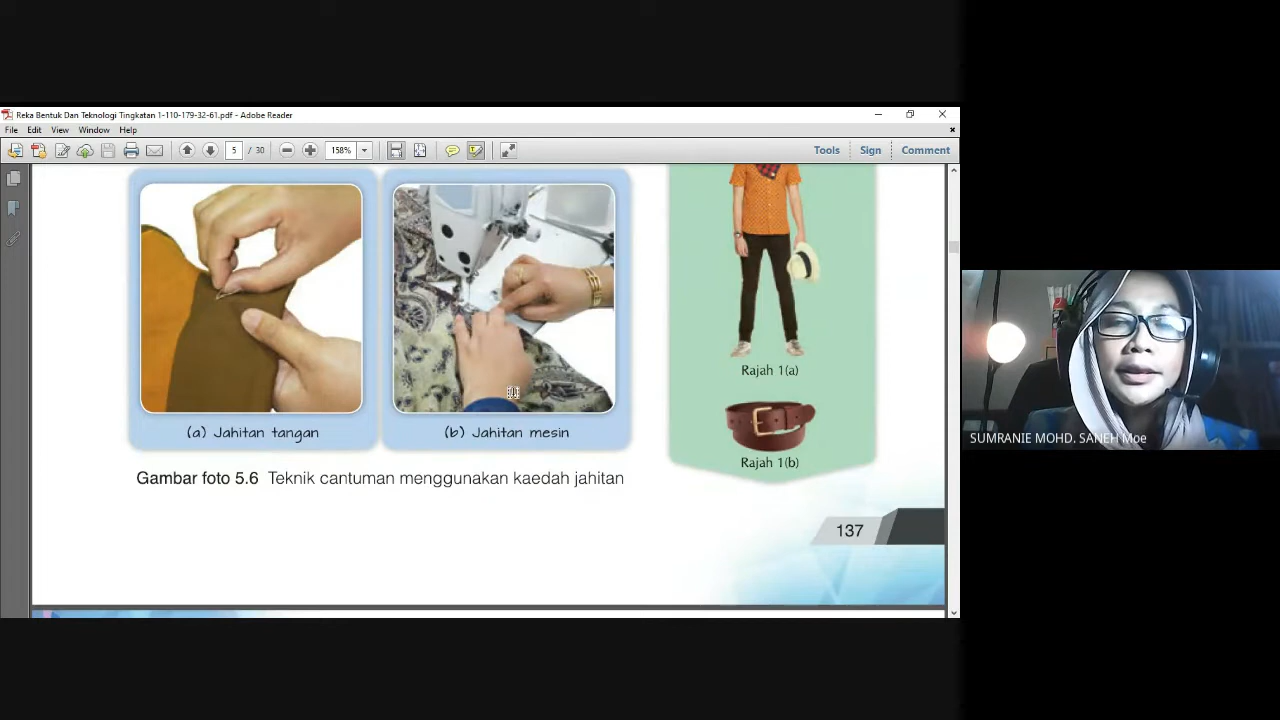 Reka Bentuk Dan Teknologi Tingkatan 1-110-179-32-61.pdf - Adobe Reader
File Edit View Window Help
5 / 30 158% Tools Sign Comment
(a) Jahitan tangan
(b) Jahitan mesin
Gambar foto 5.6 Teknik cantuman menggunakan kaedah jahitan
Rajah 1(a)
Rajah 1(b)
137
SUMRANIE MOHD. SANEH Moe